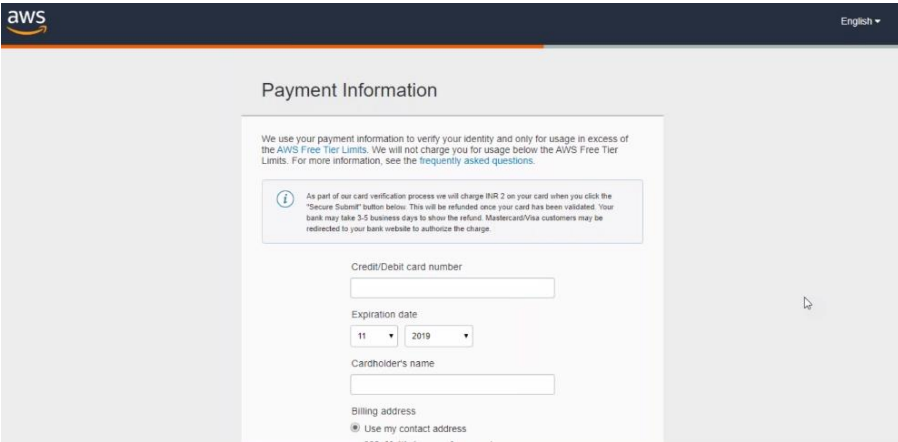 aws
English
Payment Information
We use your payment information to verify your identity and only for usage in excess of
the AWS Free Tier Limits. We will not charge you for usage below the AWS Free Tier
Limits. For more information, see the frequently asked questions.
As part of our card verification process we will charge INR 2 on your card when you click the
"Secure Submit" button below. This will be refunded once your card has been validated. Your
bank may take 3-5 business days to show the refund. Mastercard/Visa customers may be
redirected to your bank website to authorize the charge.
Credit/Debit card number
Expiration date
11 2019
Cardholder's name
Billing address
Use my contact address